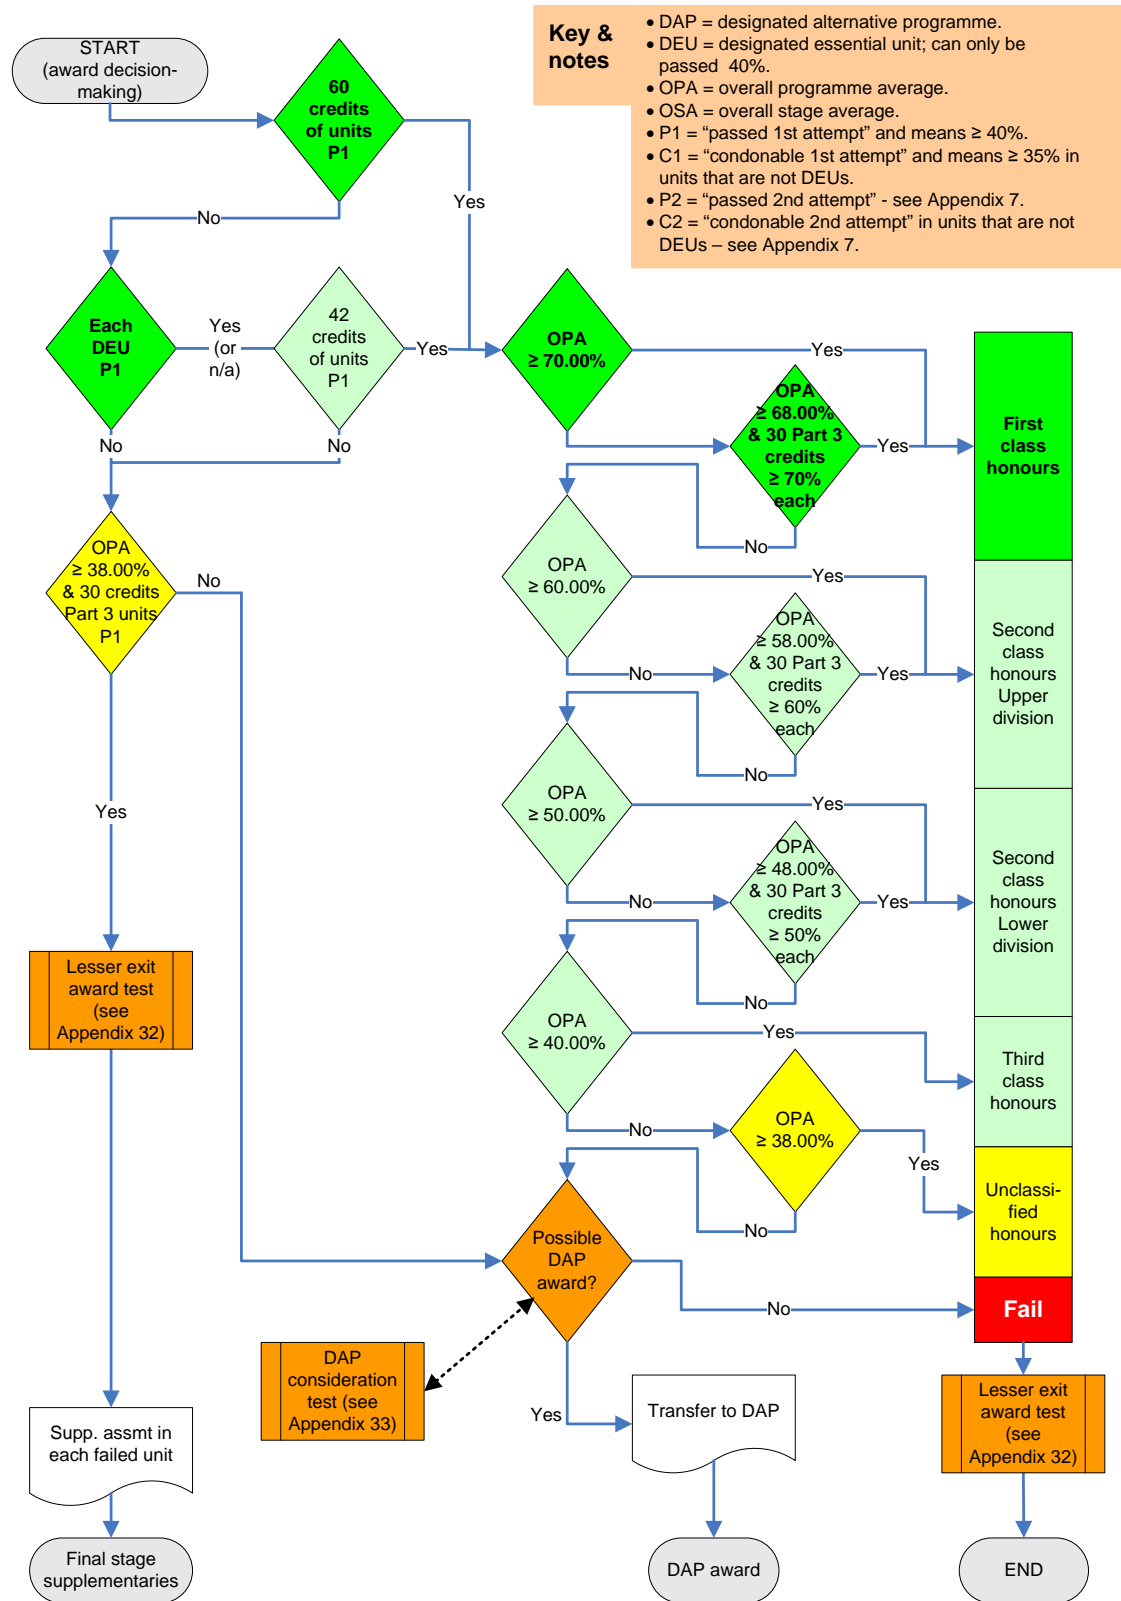 START
(award decision-
making)
60
credits
of units
P1
Key &
notes
• DAP = designated alternative programme.
• DEU = designated essential unit; can only be
passed  40%.
• OPA = overall programme average.
• OSA = overall stage average.
• P1 = “passed 1st attempt” and means ≥ 40%.
• C1 = “condonable 1st attempt” and means ≥ 35% in
units that are not DEUs.
• P2 = “passed 2nd attempt” - see Appendix 7.
• C2 = “condonable 2nd attempt” in units that are not
DEUs – see Appendix 7.
Yes
No
Each
DEU
P1
Yes
(or
n/a)
42
credits
of units
P1
Yes
OPA
≥ 70.00%
Yes
No
No
No
OPA
≥ 68.00%
& 30 Part 3
credits
≥ 70%
each
Yes
First
class
honours
No
OPA
≥ 38.00%
& 30 credits
Part 3 units
P1
No
OPA
≥ 60.00%
Yes
No
OPA
≥ 58.00%
& 30 Part 3
credits
≥ 60%
each
Yes
Second
class
honours
Upper
division
No
Yes
OPA
≥ 50.00%
Yes
No
OPA
≥ 48.00%
& 30 Part 3
credits
≥ 50%
each
Yes
Second
class
honours
Lower
division
No
Lesser exit
award test
(see
Appendix 32)
OPA
≥ 40.00%
Yes
Third
class
honours
No
OPA
≥ 38.00%
Yes
Unclassi-
fied
honours
No
Possible
DAP
award?
No
Fail
DAP
consideration
test (see
Appendix 33)
Yes
Transfer to DAP
Lesser exit
award test
(see
Appendix 32)
Supp. assmt in
each failed unit
Final stage
supplementaries
DAP award
END